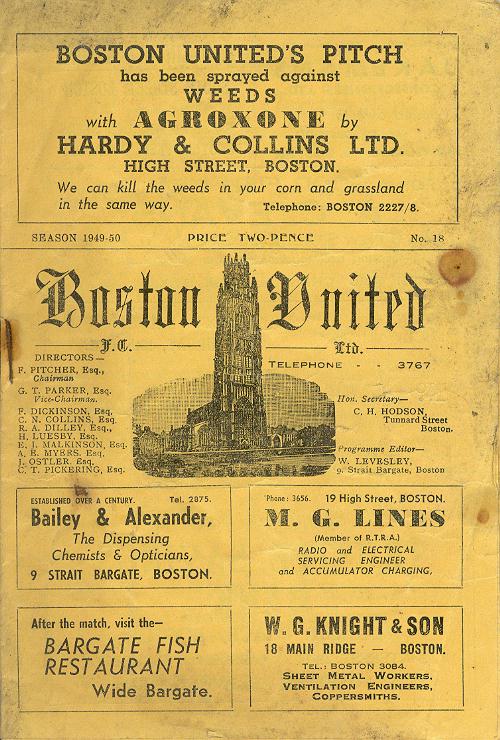 BOSTON UNITED'S PITCH
has been sprayed against
WEEDS
with AGROXONE by
HARDY & COLLINS LTD.
HIGH STREET, BOSTON.
We can kill the weeds in your corn and grassland
in the same way. Telephone: BOSTON 2227/8.
SEASON 1949-50 PRICE TWO-PENCE No. 18
Boston United
F.C. Ltd.
TELEPHONE - - 3767
DIRECTORS—
F. PITCHER, Esq.,
Chairman
G. T. PARKER, Esq.
Vice-Chairman.
F. DICKINSON, Esq.
C. N. COLLINS, Esq.
R. A. DILLEY, Esq.,
H. LUESBY, Esq.
E. J. MALKINSON, Esq.
A. E. MYERS, Esq.
J. OSTLER, Esq.
C. T. PICKERING, Esq.
Hon. Secretary—
C. H. HODSON,
Tunnard Street
Boston.
Programme Editor—
W. LEVESLEY,
9, Strait Bargate, Boston
ESTABLISHED OVER A CENTURY. Tel. 2875.
Bailey & Alexander,
The Dispensing
Chemists & Opticians,
9 STRAIT BARGATE, BOSTON.
'Phone: 3656. 19 High Street, BOSTON.
M. G. LINES
(Member of R.T.R.A.)
RADIO and ELECTRICAL
SERVICING ENGINEER
and ACCUMULATOR CHARGING,
After the match, visit the—
BARGATE FISH
RESTAURANT
Wide Bargate.
W. G. KNIGHT & SON
18 MAIN RIDGE — BOSTON.
TEL.: BOSTON 3084.
SHEET METAL WORKERS,
VENTILATION ENGINEERS,
COPPERSMITHS.